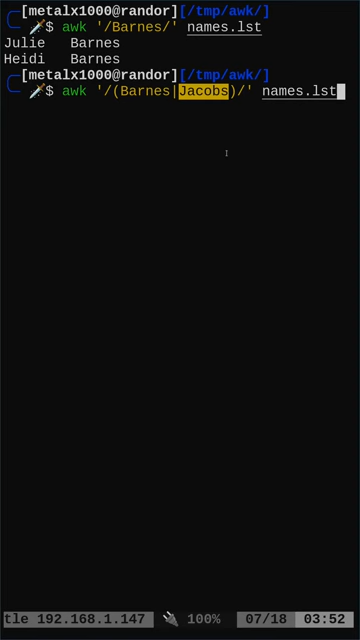 [metalx1000@randor][/tmp/awk/]
$ awk '/Barnes/' names.lst
Julie Barnes
Heidi Barnes
[metalx1000@randor][/tmp/awk/]
$ awk '/(Barnes|Jacobs)/' names.lst
tle 192.168.1.147 100% 07/18 03:52